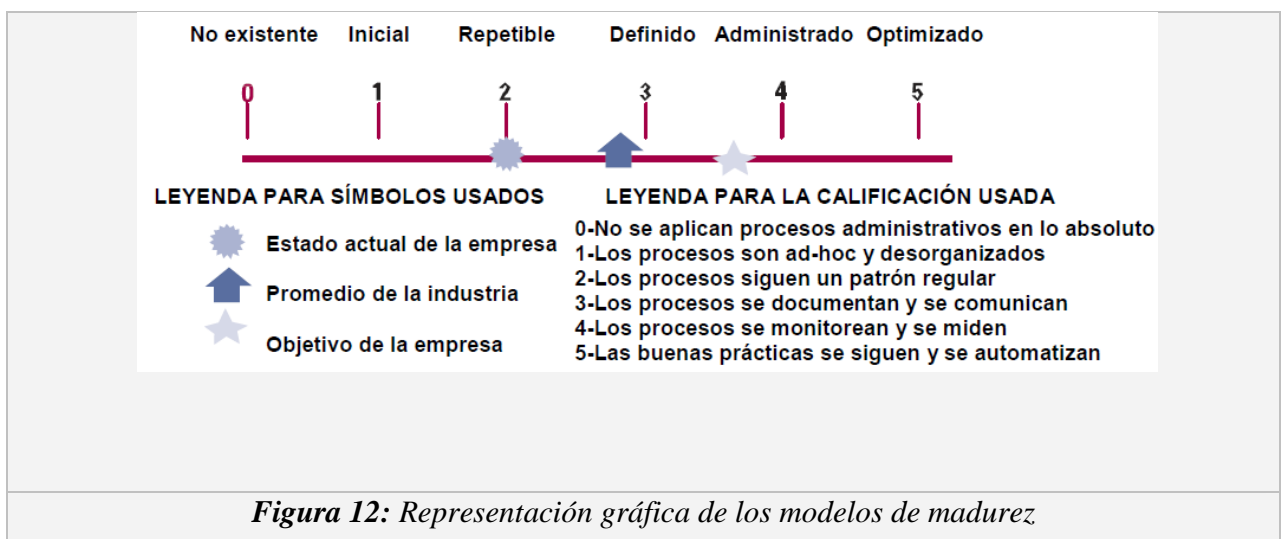 No existente Inicial Repetible Definido Administrado Optimizado
0 1 2 3 4 5
LEYENDA PARA SÍMBOLOS USADOS
Estado actual de la empresa
Promedio de la industria
Objetivo de la empresa
LEYENDA PARA LA CALIFICACIÓN USADA
0-No se aplican procesos administrativos en lo absoluto
1-Los procesos son ad-hoc y desorganizados
2-Los procesos siguen un patrón regular
3-Los procesos se documentan y se comunican
4-Los procesos se monitorean y se miden
5-Las buenas prácticas se siguen y se automatizan
Figura 12: Representación gráfica de los modelos de madurez